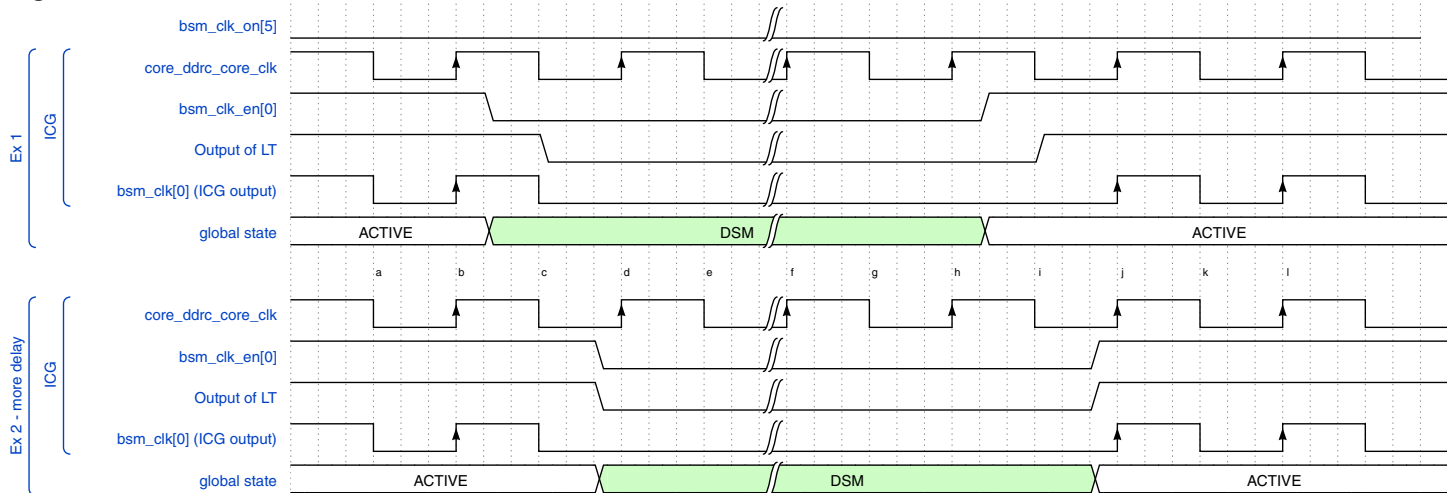 bsm_clk_on[5]
core_ddrc_core_clk
bsm_clk_en[0]
Output of LT
bsm_clk[0] (ICG output)
global state
ACTIVE DSM ACTIVE
Ex 1
ICG
a b c d e f g h i j k l
core_ddrc_core_clk
bsm_clk_en[0]
Output of LT
bsm_clk[0] (ICG output)
global state
ACTIVE DSM ACTIVE
Ex 2 - more delay
ICG